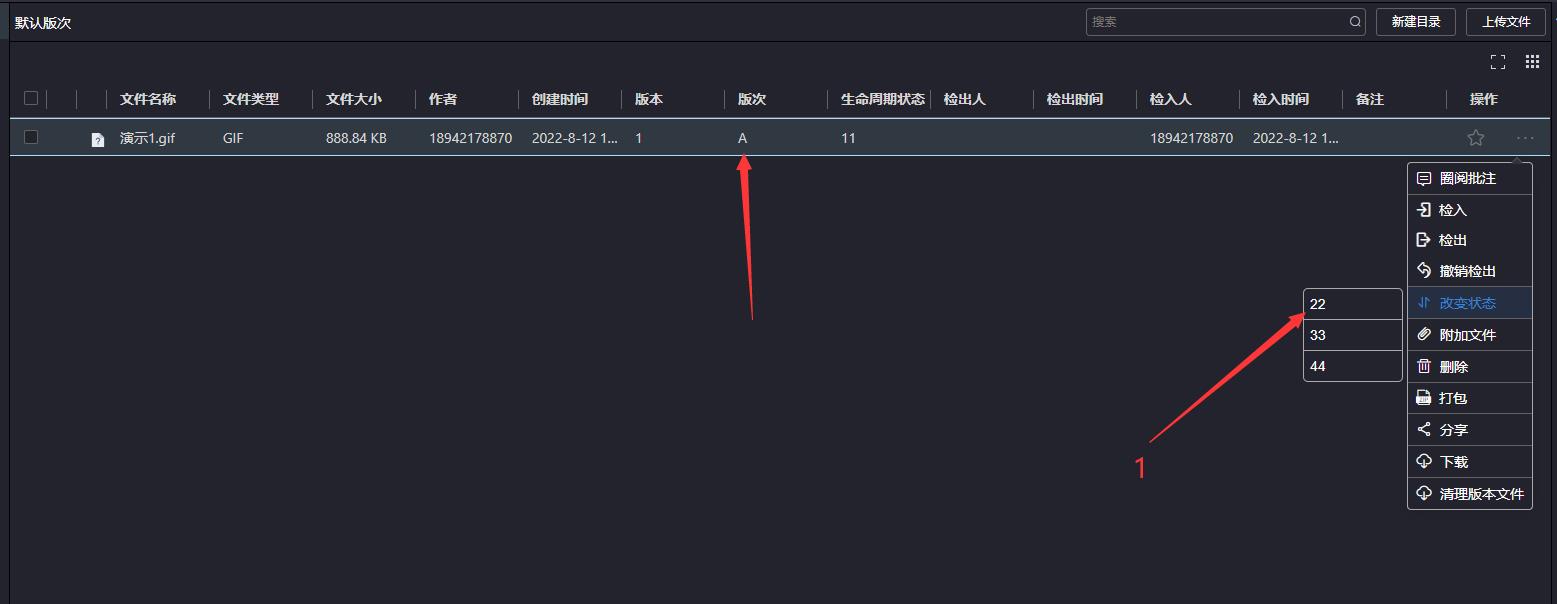 默认版次 搜索 新建目录 上传文件
文件名称 文件类型 文件大小 作者 创建时间 版本 版次 生命周期状态 检出人 检出时间 检入人 检入时间 备注 操作
演示1.gif GIF 888.84 KB 18942178870 2022-8-12 1... 1 A 11 18942178870 2022-8-12 1... ...
圈阅批注
检入
检出
撤销检出
22 改变状态
33 附加文件
44 删除
打包
分享
1 下载
清理版本文件